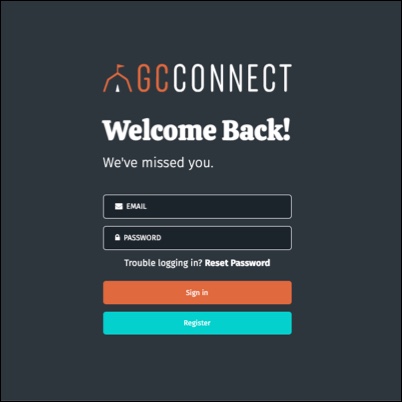 GCCONNECT
Welcome Back!
We've missed you.
EMAIL
PASSWORD
Trouble logging in? Reset Password
Sign in
Register